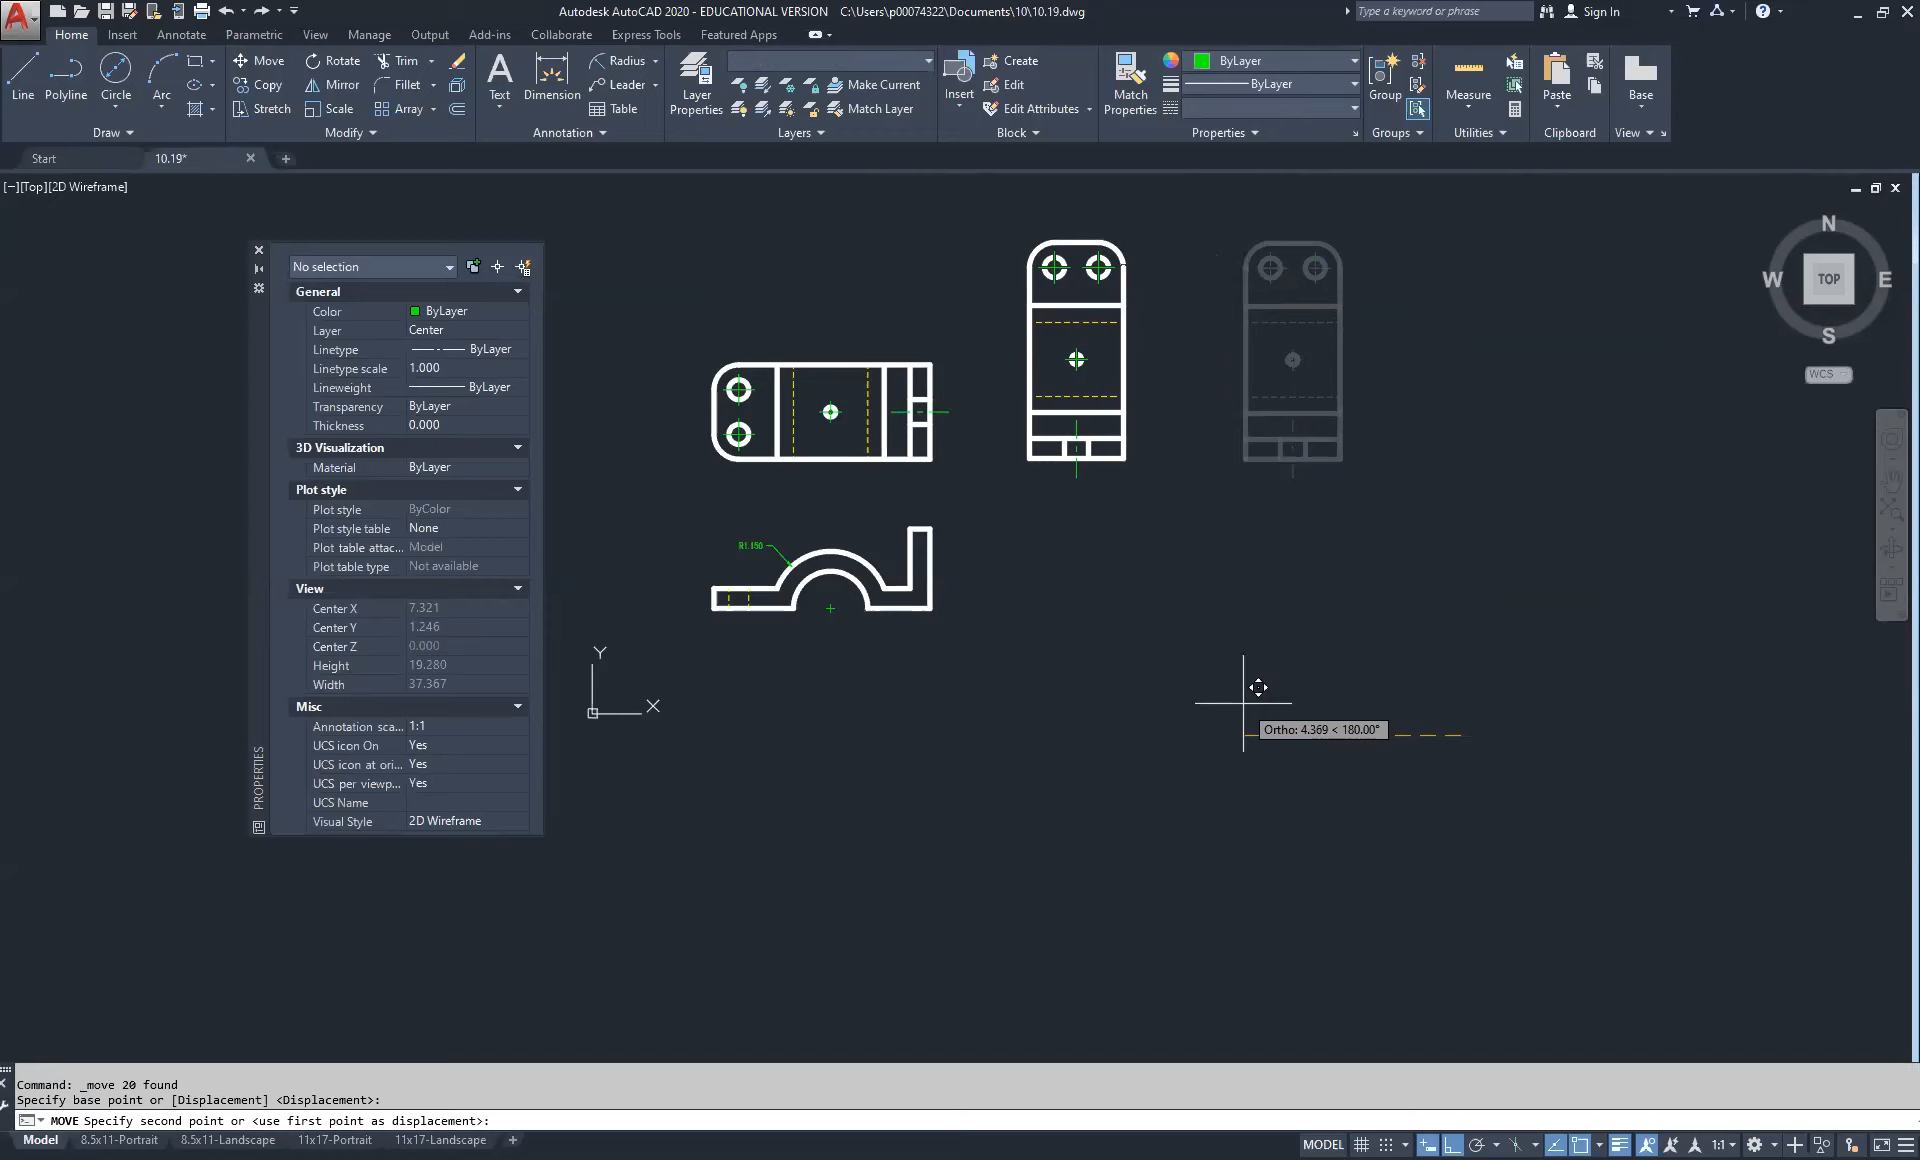 Autodesk AutoCAD 2020 - EDUCATIONAL VERSION C:\Users\p00074322\Documents\10\10.19.dwg
Type a keyword or phrase
Sign In
Home Insert Annotate Parametric View Manage Output Add-ins Collaborate Express Tools Featured Apps
Line Polyline Circle Arc
Draw
Move Rotate Trim
Copy Mirror Fillet
Stretch Scale Array
Modify
Text Dimension
Radius
Leader
Table
Annotation
Layer Properties
Make Current
Match Layer
Layers
Insert
Create
Edit
Edit Attributes
Block
Match Properties
ByLayer
ByLayer
Properties
Group
Groups
Measure
Utilities
Paste
Clipboard
Base
View
Start 10.19*
[−][Top][2D Wireframe]
N
W TOP E
S
WCS
No selection
General
Color ByLayer
Layer Center
Linetype ByLayer
Linetype scale 1.000
Lineweight ByLayer
Transparency ByLayer
Thickness 0.000
3D Visualization
Material ByLayer
Plot style
Plot style ByColor
Plot style table None
Plot table attac... Model
Plot table type Not available
View
Center X 7.321
Center Y 1.246
Center Z 0.000
Height 19.280
Width 37.367
Misc
Annotation sca... 1:1
UCS icon On Yes
UCS icon at ori... Yes
UCS per viewp... Yes
UCS Name
Visual Style 2D Wireframe
PROPERTIES
R1.150
Y
X
Ortho: 4.369 < 180.00°
Command: _move 20 found
Specify base point or [Displacement] <Displacement>:
MOVE Specify second point or <use first point as displacement>:
Model 8.5x11-Portrait 8.5x11-Landscape 11x17-Portrait 11x17-Landscape
MODEL 1:1